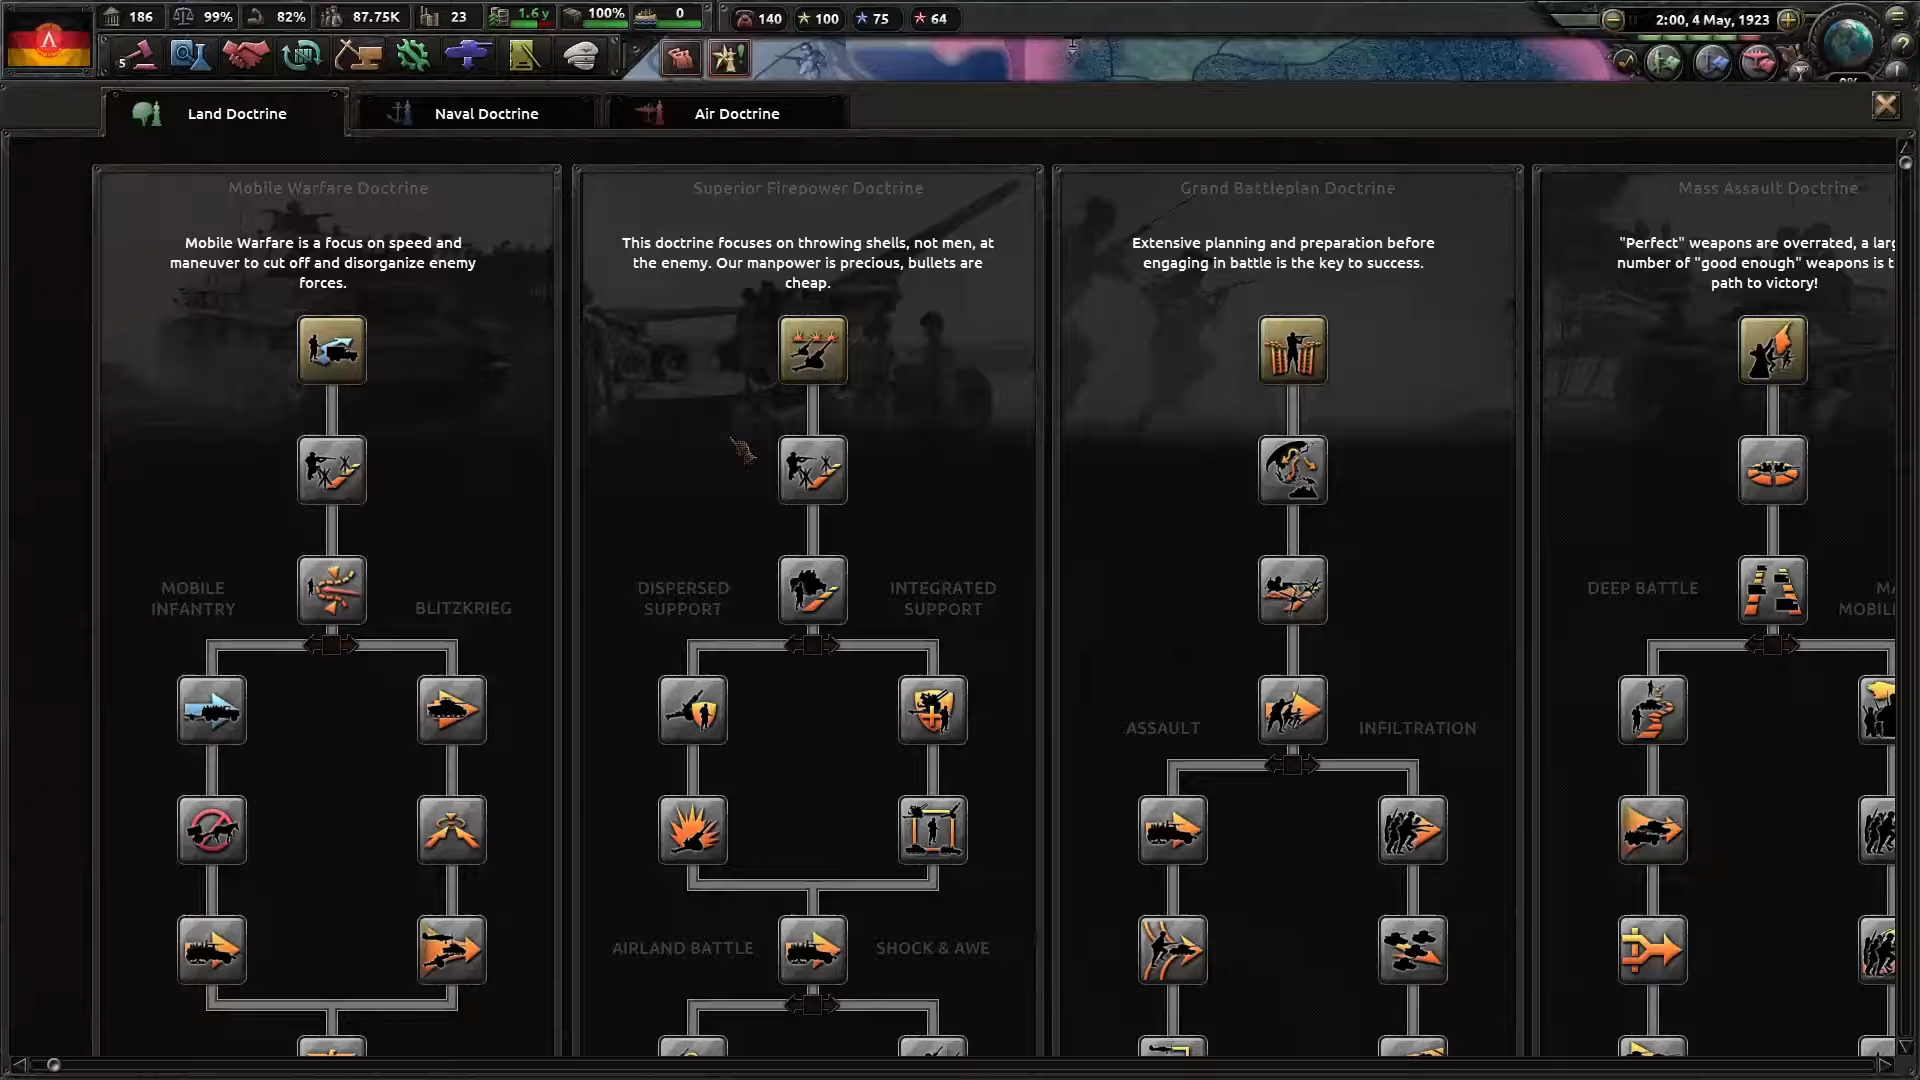 186
99%
82%
87.75K
23
1.6 y
100%
0
140
100
75
64
2:00, 4 May, 1923
5
0%
Land Doctrine
Naval Doctrine
Air Doctrine
Mobile Warfare Doctrine
Mobile Warfare is a focus on speed and
maneuver to cut off and disorganize enemy
forces.
MOBILE
INFANTRY
BLITZKRIEG
Superior Firepower Doctrine
This doctrine focuses on throwing shells, not men, at
the enemy. Our manpower is precious, bullets are
cheap.
DISPERSED
SUPPORT
INTEGRATED
SUPPORT
AIRLAND BATTLE
SHOCK & AWE
Grand Battleplan Doctrine
Extensive planning and preparation before
engaging in battle is the key to success.
ASSAULT
INFILTRATION
Mass Assault Doctrine
"Perfect" weapons are overrated, a larg
number of "good enough" weapons is t
path to victory!
DEEP BATTLE
MA
MOBIL